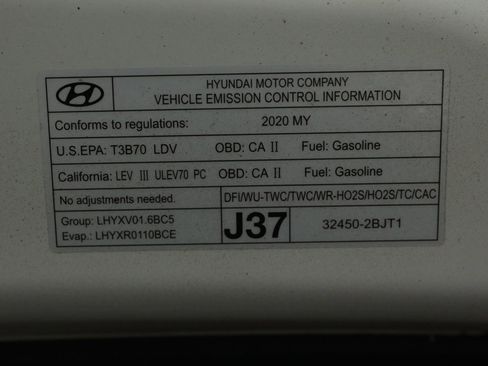 HYUNDAI MOTOR COMPANY
VEHICLE EMISSION CONTROL INFORMATION
Conforms to regulations: 2020 MY
U.S.EPA: T3B70 LDV OBD: CA II Fuel: Gasoline
California: LEV III ULEV70 PC OBD: CA II Fuel: Gasoline
No adjustments needed. DFI/WU-TWC/TWC/WR-HO2S/HO2S/TC/CAC
Group: LHYXV01.6BC5
Evap.: LHYXR0110BCE
J37
32450-2BJT1